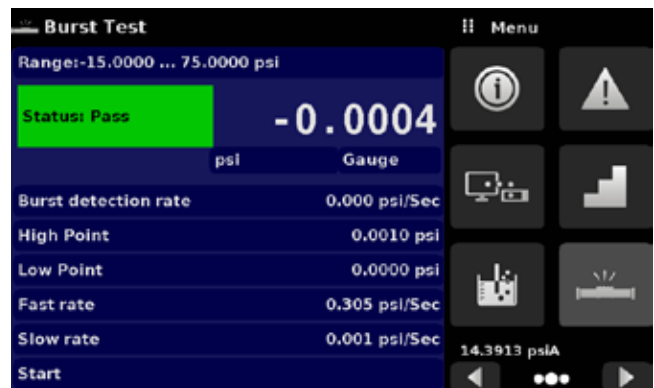 Burst Test
Menu
Range:-15.0000 ... 75.0000 psi
Status: Pass
-0.0004
psi Gauge
Burst detection rate 0.000 psi/Sec
High Point 0.0010 psi
Low Point 0.0000 psi
Fast rate 0.305 psi/Sec
Slow rate 0.001 psi/Sec
Start
14.3913 psiA